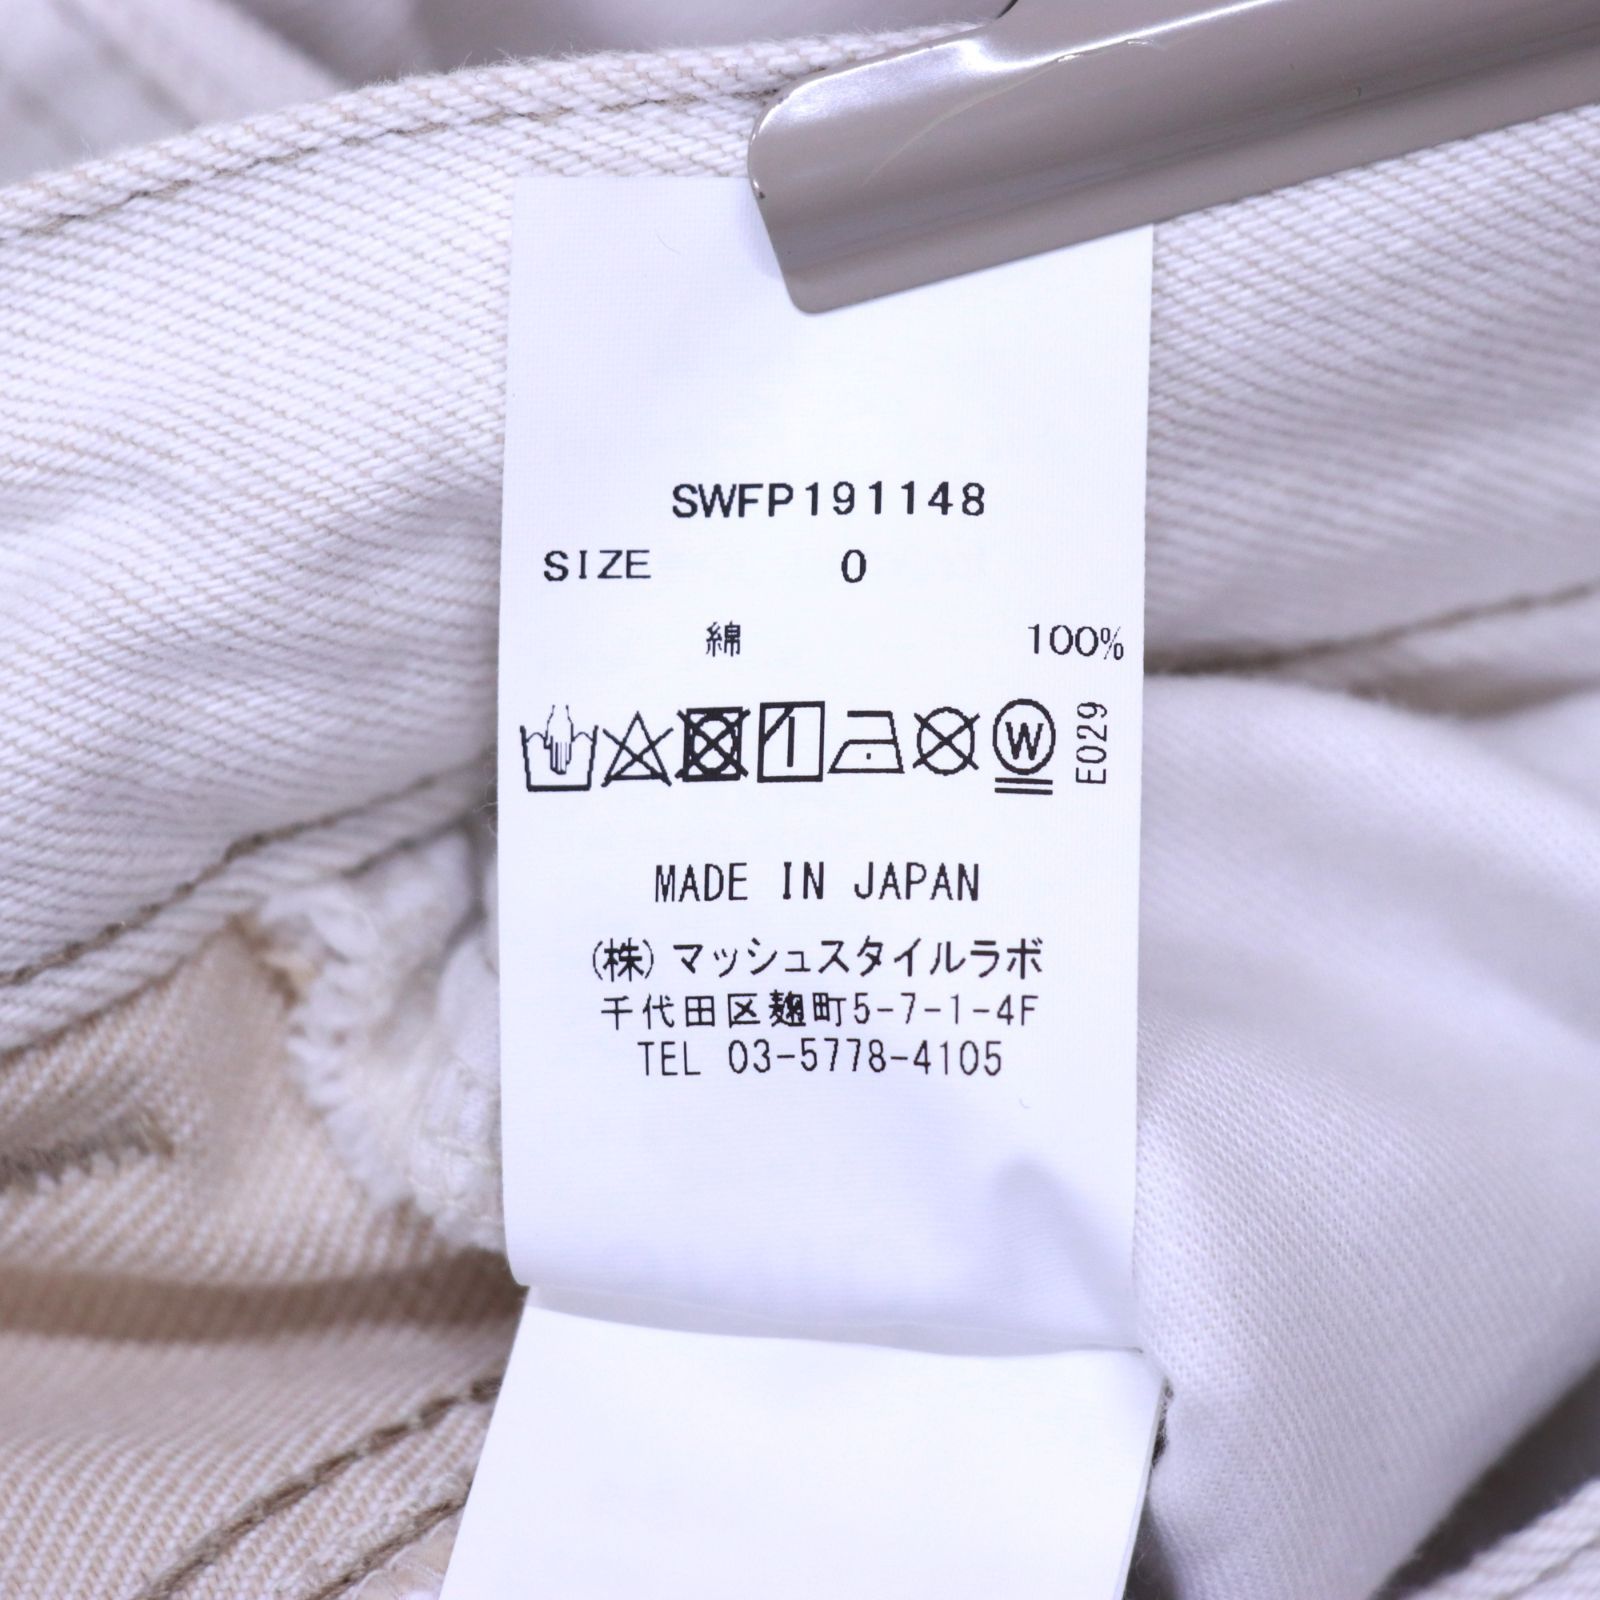 SWFP191148
SIZE 0
綿 100%
W E029
MADE IN JAPAN
(株)マッシュスタイルラボ
千代田区麹町5-7-1-4F
TEL 03-5778-4105